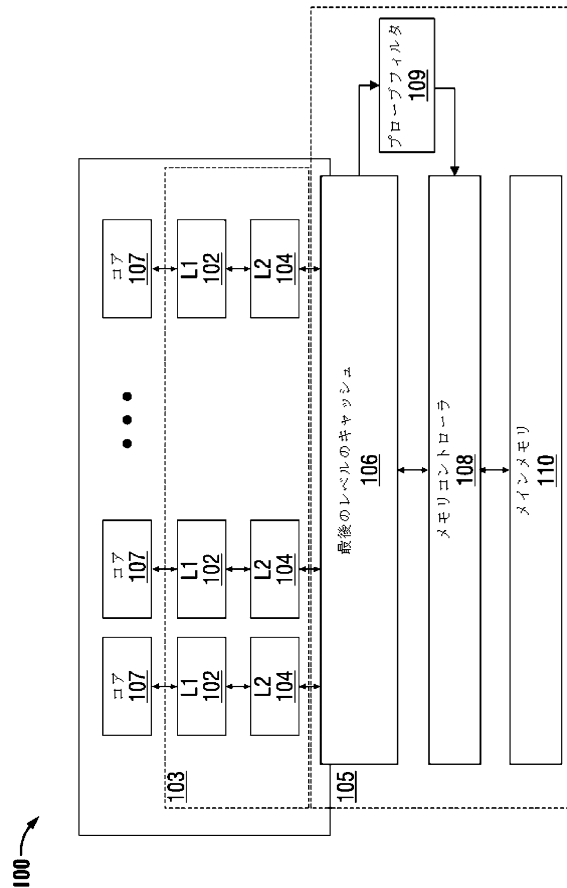 100
コア
107
コア
107
コア
107
103
L1
102
L1
102
L1
102
L2
104
L2
104
L2
104
105
最後のレベルのキャッシュ
106
プローブフィルタ
109
メモリコントローラ
108
メインメモリ
110